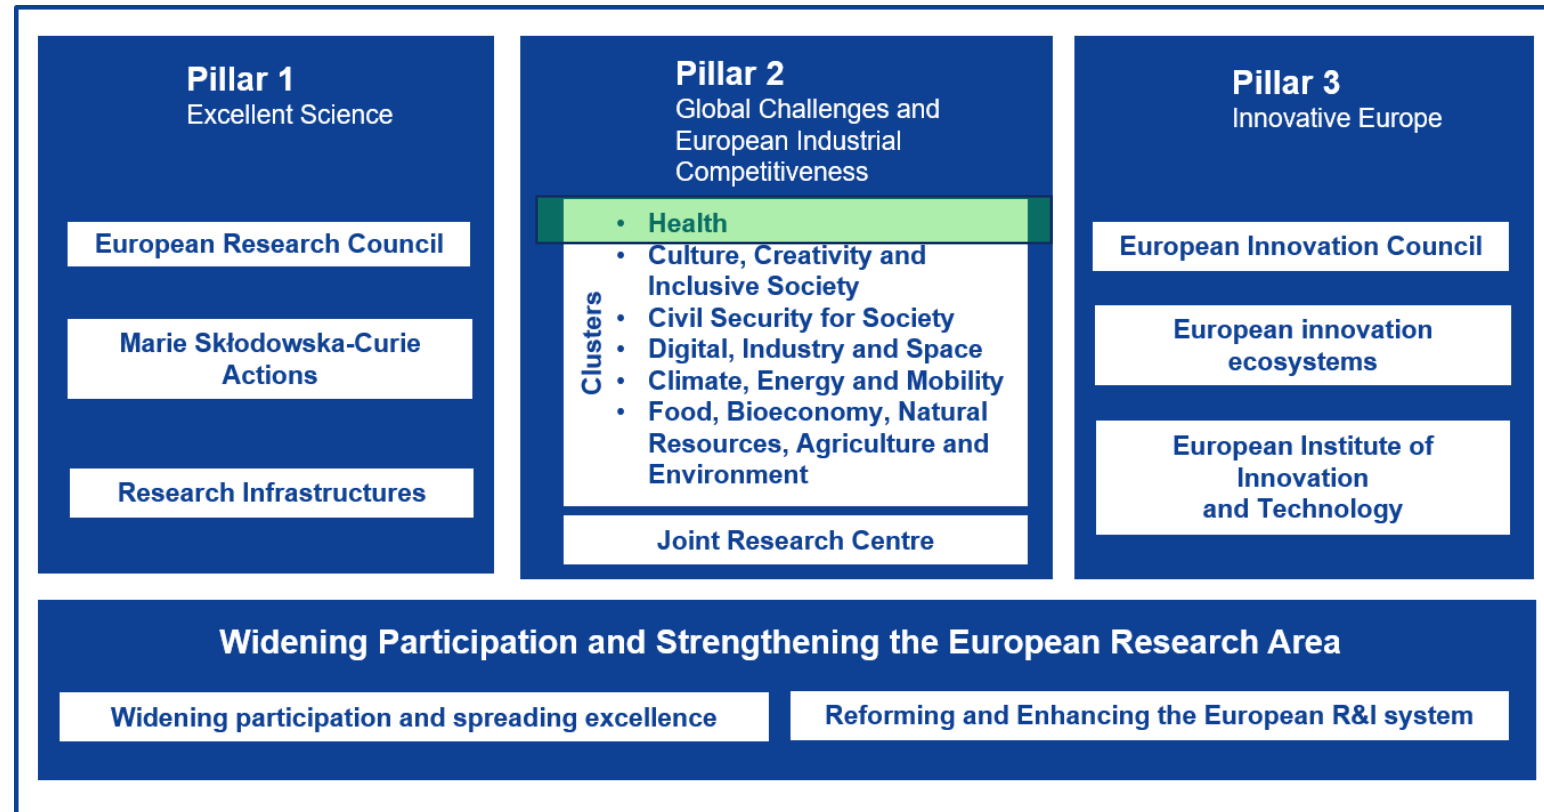 Pillar 1
Excellent Science
European Research Council
Marie Skłodowska-Curie
Actions
Research Infrastructures
Pillar 2
Global Challenges and
European Industrial
Competitiveness
Clusters
• Health
• Culture, Creativity and
Inclusive Society
• Civil Security for Society
• Digital, Industry and Space
• Climate, Energy and Mobility
• Food, Bioeconomy, Natural
Resources, Agriculture and
Environment
Joint Research Centre
Pillar 3
Innovative Europe
European Innovation Council
European innovation
ecosystems
European Institute of
Innovation
and Technology
Widening Participation and Strengthening the European Research Area
Widening participation and spreading excellence
Reforming and Enhancing the European R&I system